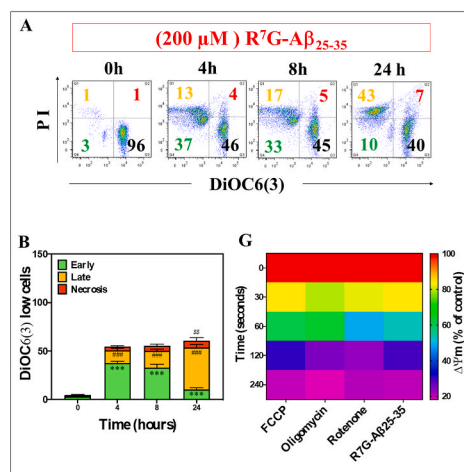 A
(200 µM ) R⁷G-Aβ₂₅₋₃₅
0h 4h 8h 24 h
1 1 13 4 17 5 43 7
3 96 37 46 33 45 10 40
PI
DiOC6(3)
B
DiOC6(3) low cells
150
100
50
0
Early
Late
Necrosis
### ### $$ ###
*** *** ***
0 4 8 24
Time (hours)
G
Time (seconds)
0
30
60
120
240
FCCP
Oligomycin
Rotenone
R7G-Aβ25-35
100
80
60
40
20
ΔΨm (% of control)